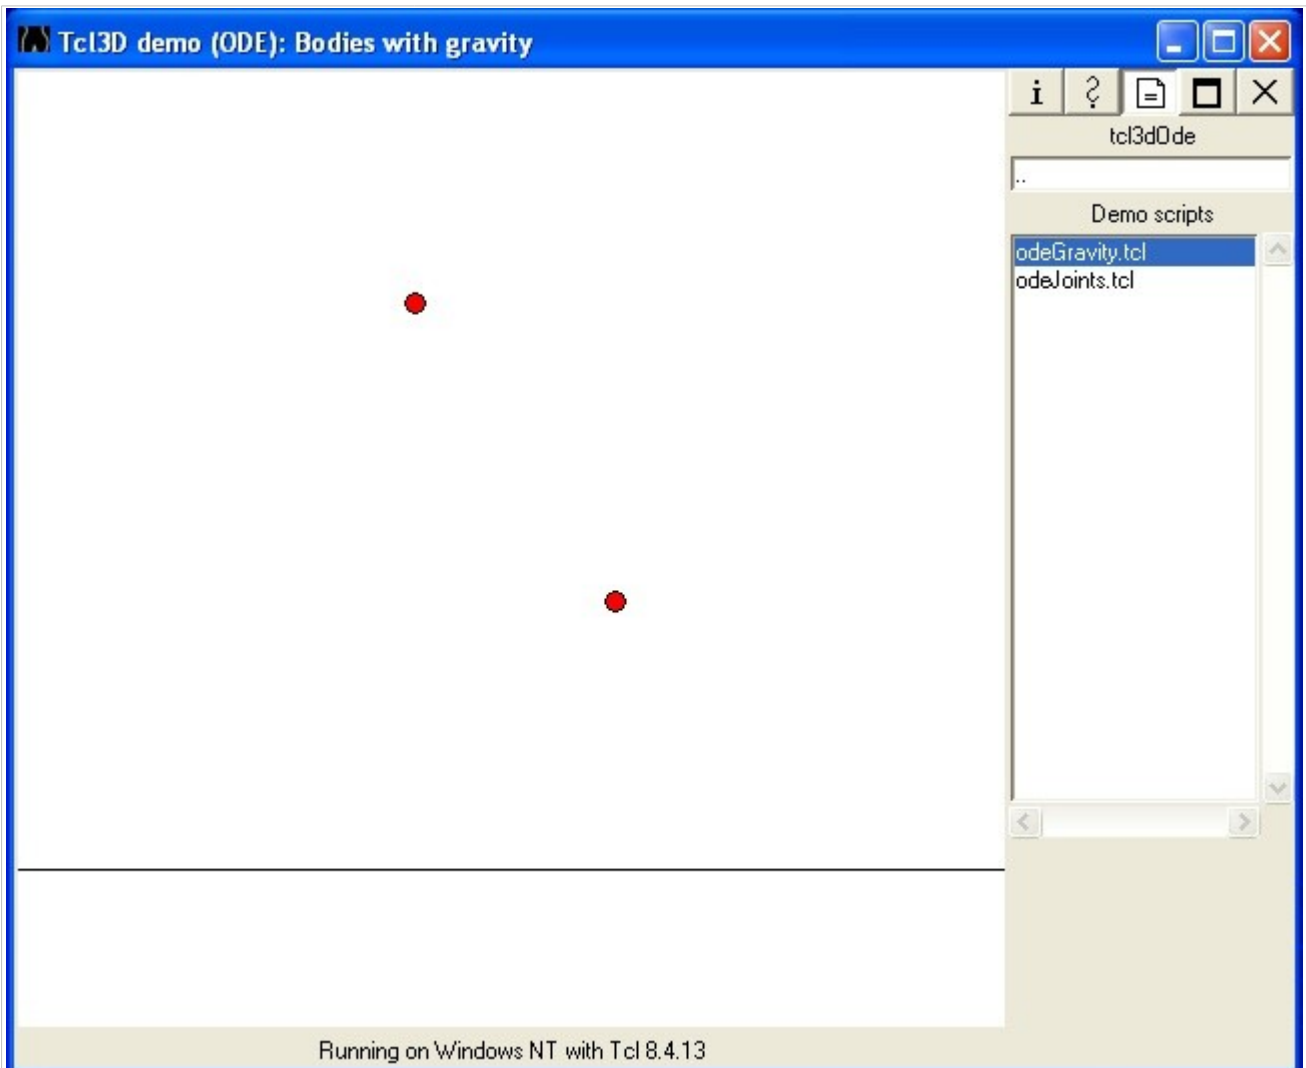 Tcl3D demo (ODE): Bodies with gravity
i ?
tcl3dOde
..
Demo scripts
odeGravity.tcl
odeJoints.tcl
Running on Windows NT with Tcl 8.4.13